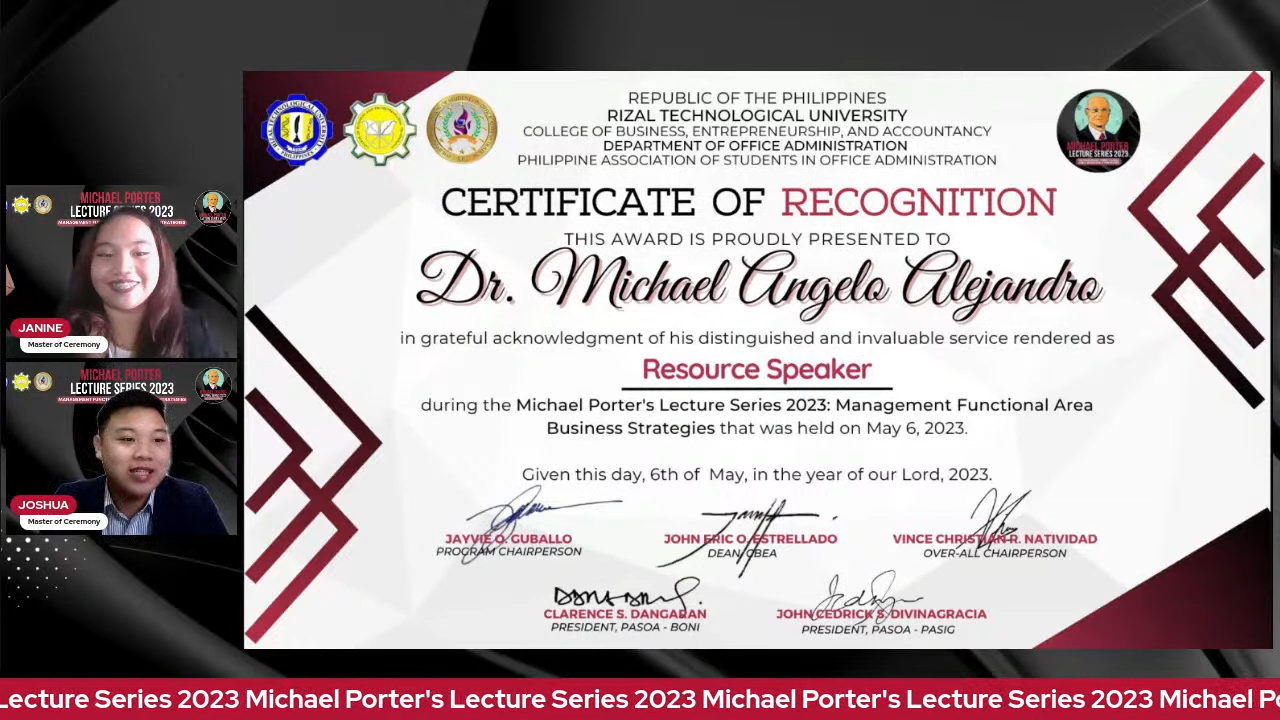 REPUBLIC OF THE PHILIPPINES
RIZAL TECHNOLOGICAL UNIVERSITY
COLLEGE OF BUSINESS, ENTREPRENEURSHIP, AND ACCOUNTANCY
DEPARTMENT OF OFFICE ADMINISTRATION
PHILIPPINE ASSOCIATION OF STUDENTS IN OFFICE ADMINISTRATION
MICHAEL PORTER
LECTURE SERIES 2023
CERTIFICATE OF RECOGNITION
THIS AWARD IS PROUDLY PRESENTED TO
Dr. Michael Angelo Alejandro
in grateful acknowledgment of his distinguished and invaluable service rendered as
Resource Speaker
during the Michael Porter's Lecture Series 2023: Management Functional Area
Business Strategies that was held on May 6, 2023.
Given this day, 6th of May, in the year of our Lord, 2023.
JAYVIE O. GUBALLO
PROGRAM CHAIRPERSON
JOHN ERIC O. ESTRELLADO
DEAN, CBEA
VINCE CHRISTIAN R. NATIVIDAD
OVER-ALL CHAIRPERSON
CLARENCE S. DANGARAN
PRESIDENT, PASOA - BONI
JOHN CEDRICK S. DIVINAGRACIA
PRESIDENT, PASOA - PASIG
MICHAEL PORTER
LECTURE SERIES 2023
JANINE
Master of Ceremony
MICHAEL PORTER
LECTURE SERIES 2023
JOSHUA
Master of Ceremony
Lecture Series 2023 Michael Porter's Lecture Series 2023 Michael Porter's Lecture Series 2023 Michael Po